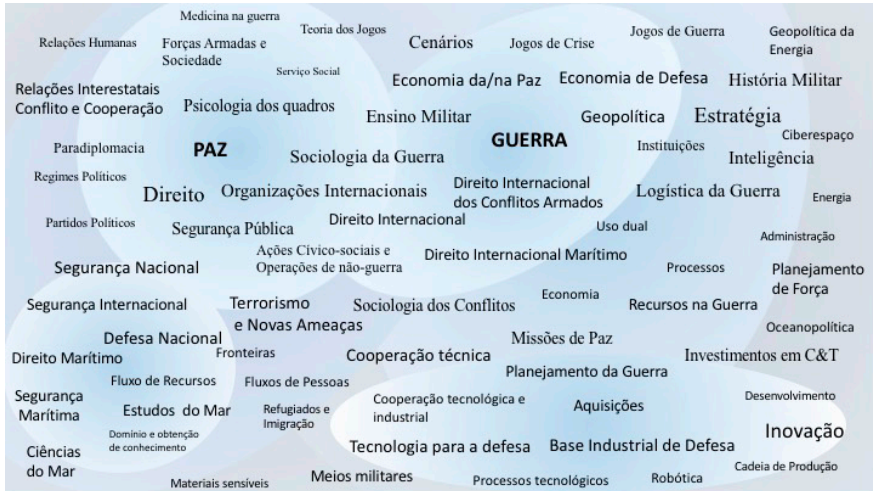 Medicina na guerra
Teoria dos Jogos
Jogos de Guerra
Geopolítica da
Energia
Relações Humanas
Forças Armadas e
Sociedade
Cenários
Jogos de Crise
Serviço Social
Relações Interestatais
Conflito e Cooperação
Psicologia dos quadros
Economia da/na Paz
Economia de Defesa
História Militar
Ensino Militar
Geopolítica
Estratégia
Ciberespaço
Paradiplomacia
PAZ
Sociologia da Guerra
GUERRA
Instituições
Inteligência
Regimes Políticos
Direito
Organizações Internacionais
Direito Internacional
dos Conflitos Armados
Logística da Guerra
Energia
Partidos Políticos
Segurança Pública
Direito Internacional
Uso dual
Administração
Segurança Nacional
Ações Cívico-sociais e
Operações de não-guerra
Direito Internacional Marítimo
Processos
Planejamento
de Força
Segurança Internacional
Terrorismo
e Novas Ameaças
Sociologia dos Conflitos
Economia
Recursos na Guerra
Oceanopolítica
Defesa Nacional
Missões de Paz
Direito Marítimo
Fronteiras
Cooperação técnica
Investimentos em C&T
Planejamento da Guerra
Fluxo de Recursos
Fluxos de Pessoas
Segurança
Marítima
Estudos do Mar
Refugiados e
Imigração
Cooperação tecnológica e
industrial
Aquisições
Desenvolvimento
Domínio e obtenção
de conhecimento
Inovação
Ciências
do Mar
Tecnologia para a defesa
Base Industrial de Defesa
Cadeia de Produção
Materiais sensíveis
Meios militares
Processos tecnológicos
Robótica